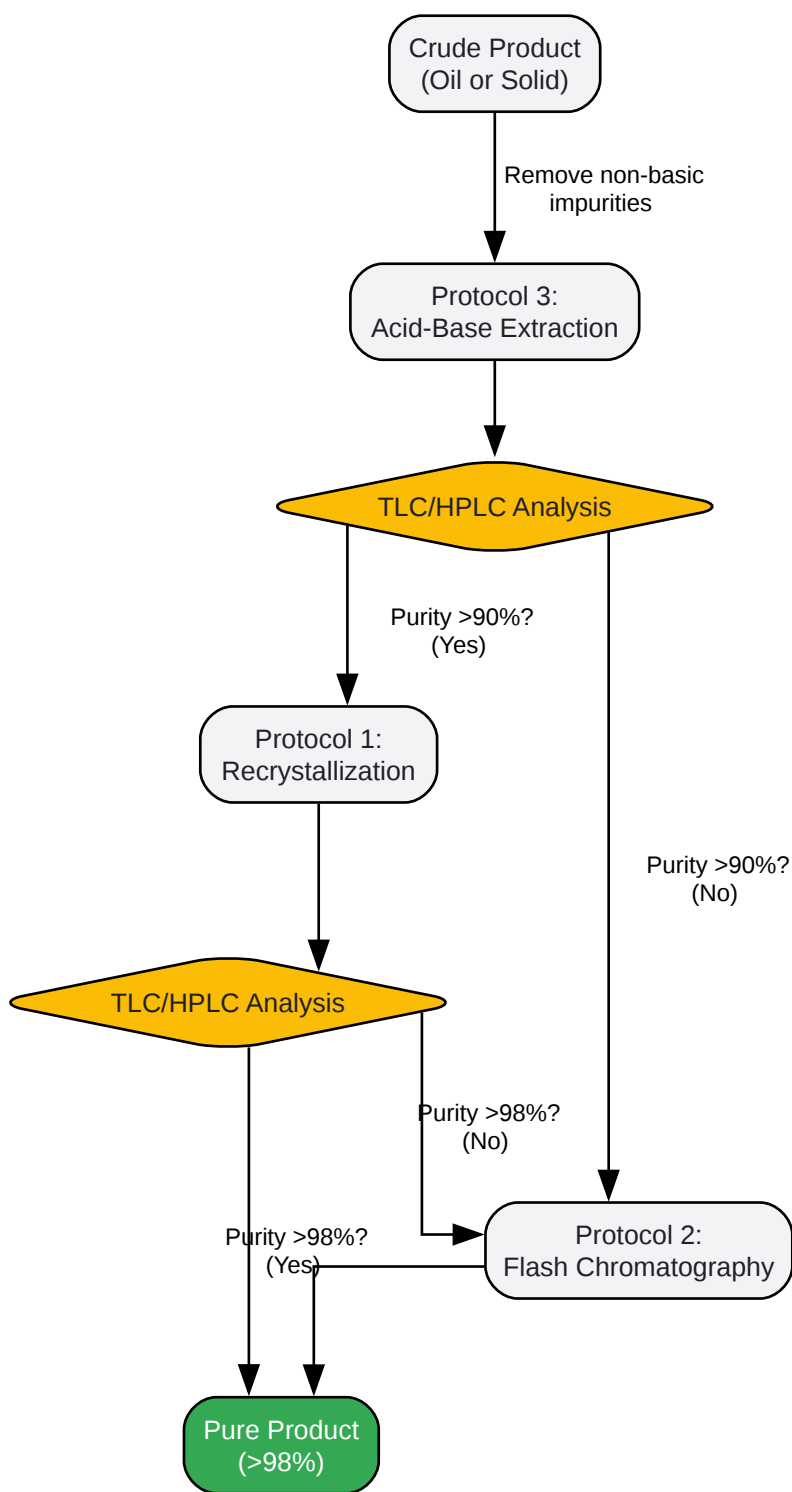 Crude Product
(Oil or Solid)
Remove non-basic
impurities
Protocol 3:
Acid-Base Extraction
TLC/HPLC Analysis
Purity >90%?
(Yes)
Protocol 1:
Recrystallization
Purity >90%?
(No)
TLC/HPLC Analysis
Purity >98%?
(No)
Purity >98%?
(Yes)
Protocol 2:
Flash Chromatography
Pure Product
(>98%)